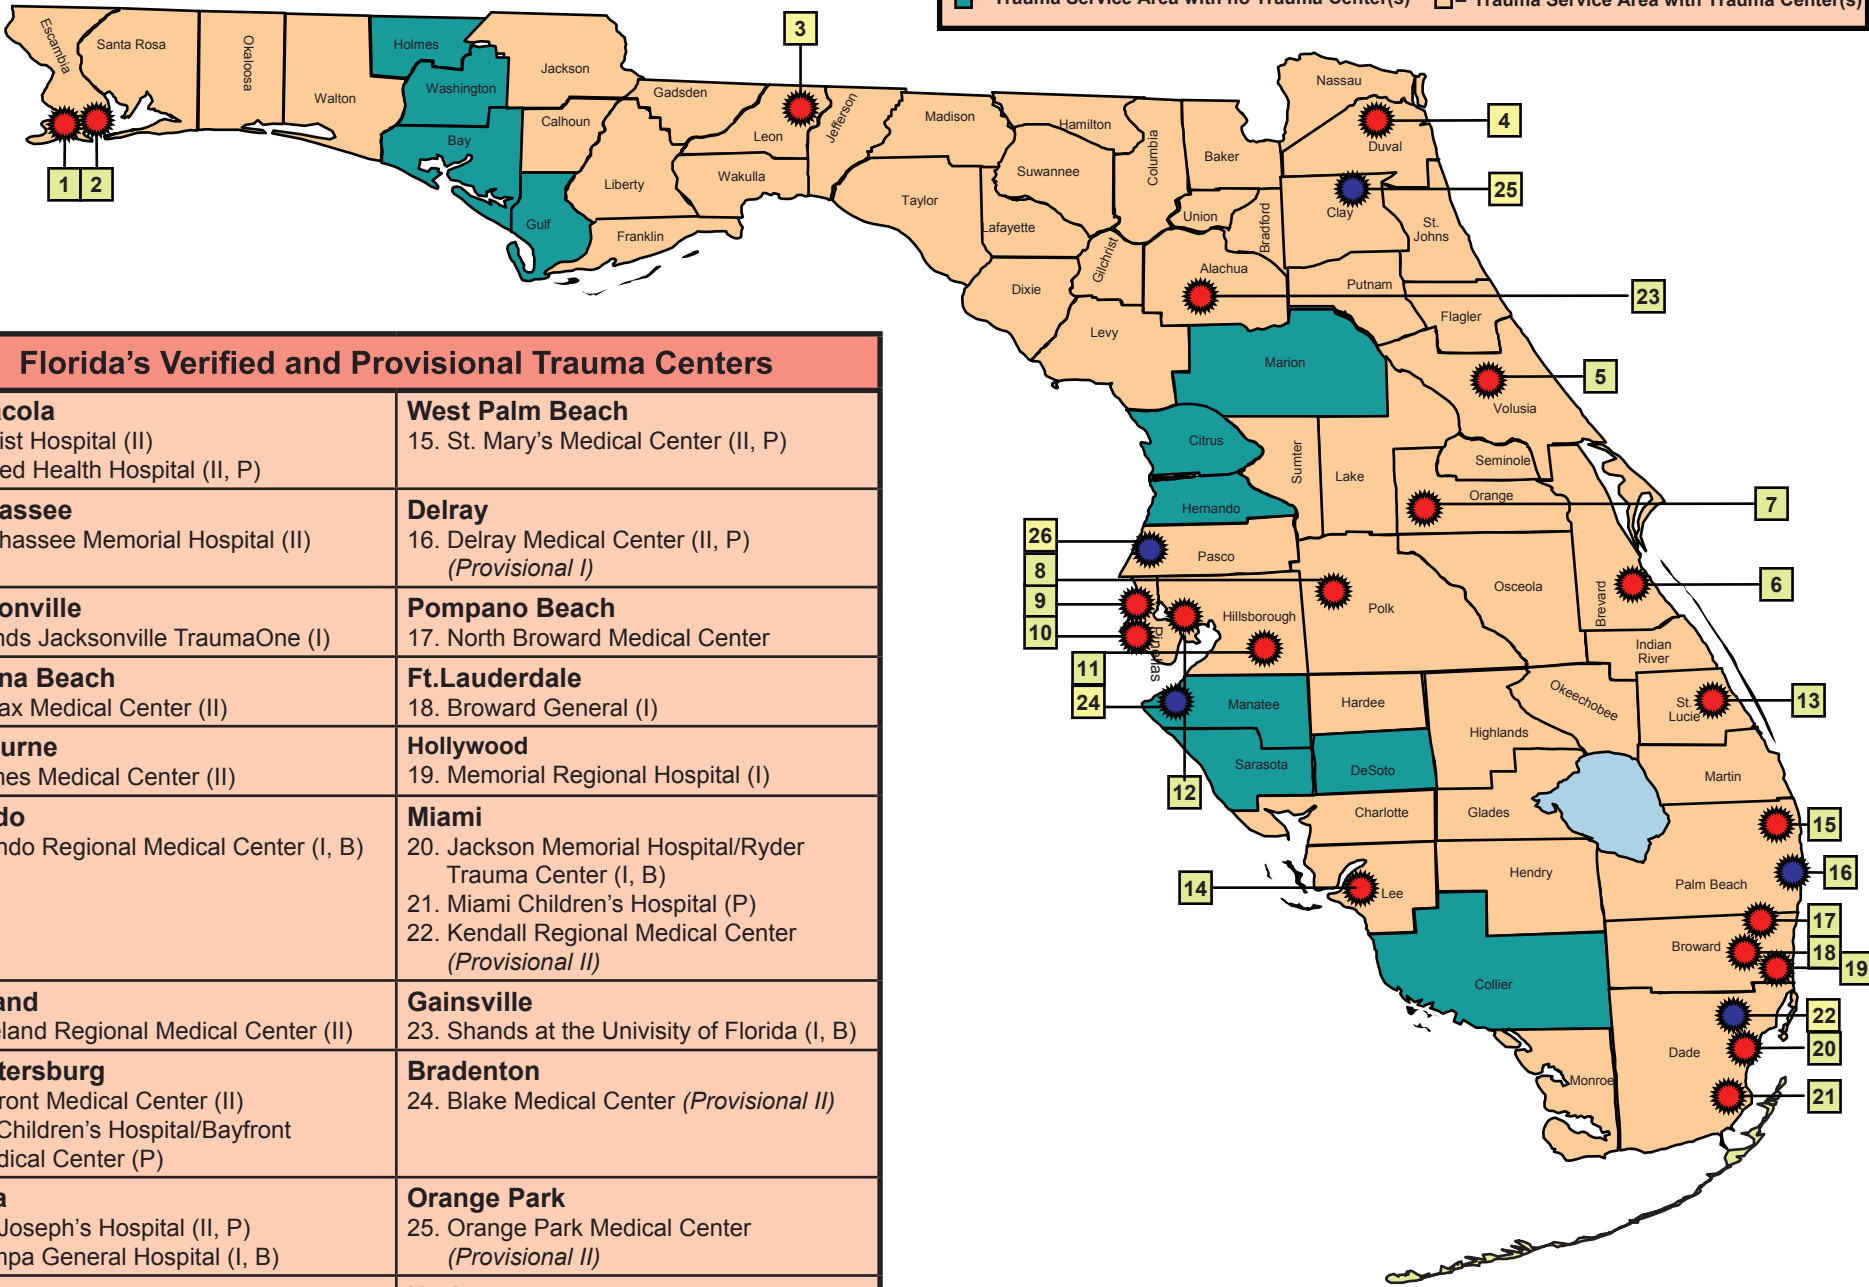 = Trauma Service Area with no Trauma Center(s) = Trauma Service Area with Trauma Center(s)
Escambia
Santa Rosa
Okaloosa
Walton
Holmes
Washington
Bay
Jackson
Calhoun
Gulf
Liberty
Franklin
Gadsden
Leon
Wakulla
Jefferson
Madison
Taylor
Hamilton
Suwannee
Lafayette
Dixie
Columbia
Gilchrist
Levy
Baker
Union
Bradford
Alachua
Nassau
Duval
Clay
St.
Johns
Putnam
Flagler
Marion
Volusia
Citrus
Sumter
Lake
Seminole
Orange
Hernando
Pasco
Pinellas
Hillsborough
Polk
Osceola
Brevard
Indian
River
Manatee
Hardee
Highlands
Okeechobee
St.
Lucie
Sarasota
DeSoto
Martin
Charlotte
Glades
Lee
Hendry
Palm Beach
Broward
Collier
Dade
Monroe
1
2
3
4
25
23
5
7
6
26
8
9
10
11
24
12
13
14
15
16
17
18
19
22
20
21
Florida’s Verified and Provisional Trauma Centers
acola
ist Hospital (II)
ed Health Hospital (II, P)
West Palm Beach
15. St. Mary’s Medical Center (II, P)
assee
hassee Memorial Hospital (II)
Delray
16. Delray Medical Center (II, P)
(Provisional I)
onville
nds Jacksonville TraumaOne (I)
Pompano Beach
17. North Broward Medical Center
na Beach
ax Medical Center (II)
Ft.Lauderdale
18. Broward General (I)
urne
nes Medical Center (II)
Hollywood
19. Memorial Regional Hospital (I)
do
ndo Regional Medical Center (I, B)
Miami
20. Jackson Memorial Hospital/Ryder
Trauma Center (I, B)
21. Miami Children’s Hospital (P)
22. Kendall Regional Medical Center
(Provisional II)
and
eland Regional Medical Center (II)
Gainsville
23. Shands at the Univisity of Florida (I, B)
tersburg
ront Medical Center (II)
Children’s Hospital/Bayfront
dical Center (P)
Bradenton
24. Blake Medical Center (Provisional II)
a
Joseph’s Hospital (II, P)
mpa General Hospital (I, B)
Orange Park
25. Orange Park Medical Center
(Provisional II)